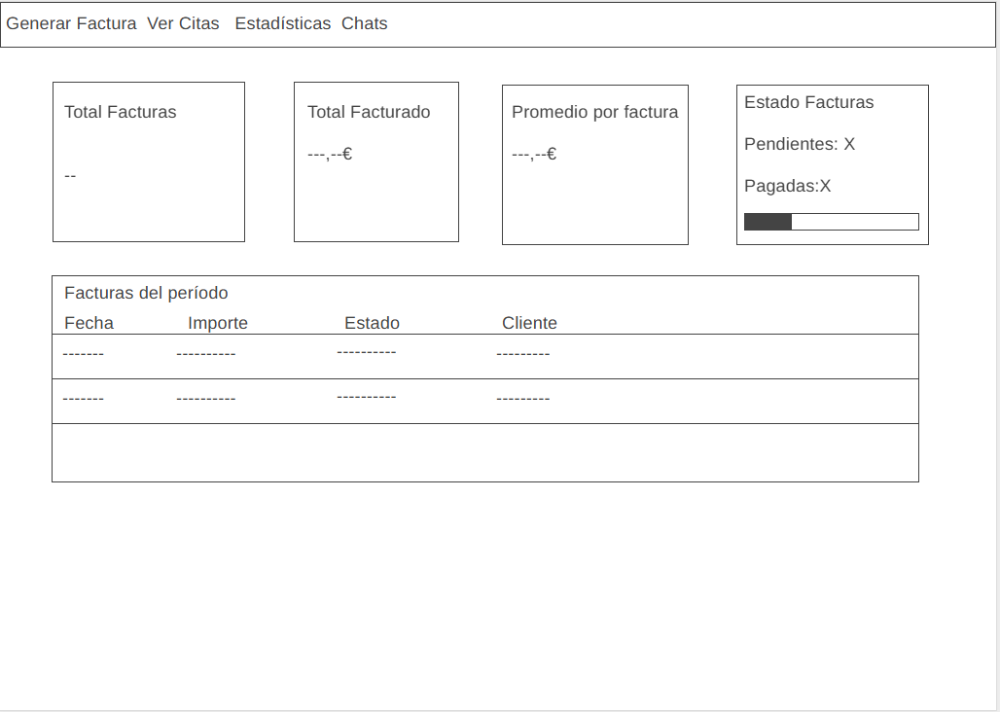 Generar Factura Ver Citas Estadísticas Chats
Total Facturas
--
Total Facturado
---,--€
Promedio por factura
---,--€
Estado Facturas
Pendientes: X
Pagadas:X
Facturas del período
Fecha Importe Estado Cliente
------- ---------- ---------- ---------
------- ---------- ---------- ---------